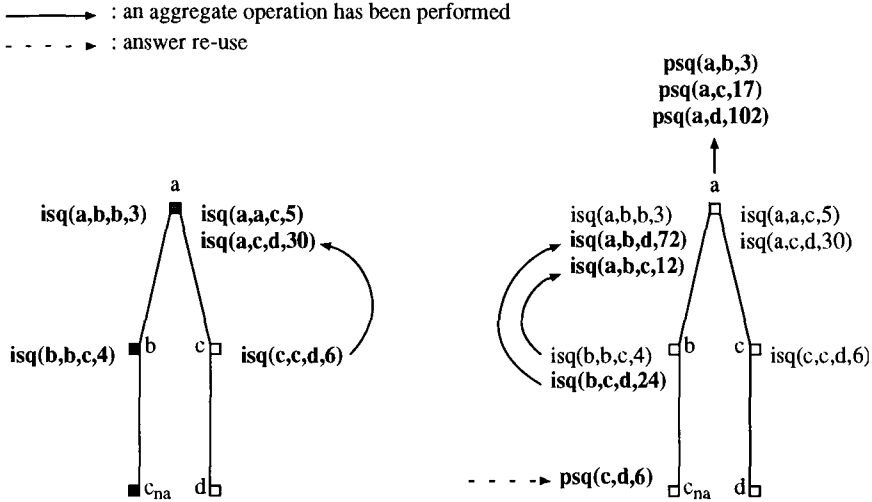 : an aggregate operation has been performed
: answer re-use
a
isq(a,b,b,3)
isq(a,a,c,5)
isq(a,c,d,30)
isq(b,b,c,4)
b
c
isq(c,c,d,6)
c_na
d
psq(a,b,3)
psq(a,c,17)
psq(a,d,102)
a
isq(a,b,b,3)
isq(a,b,d,72)
isq(a,b,c,12)
isq(a,a,c,5)
isq(a,c,d,30)
isq(b,b,c,4)
isq(b,c,d,24)
b
c
isq(c,c,d,6)
psq(c,d,6)
c_na
d